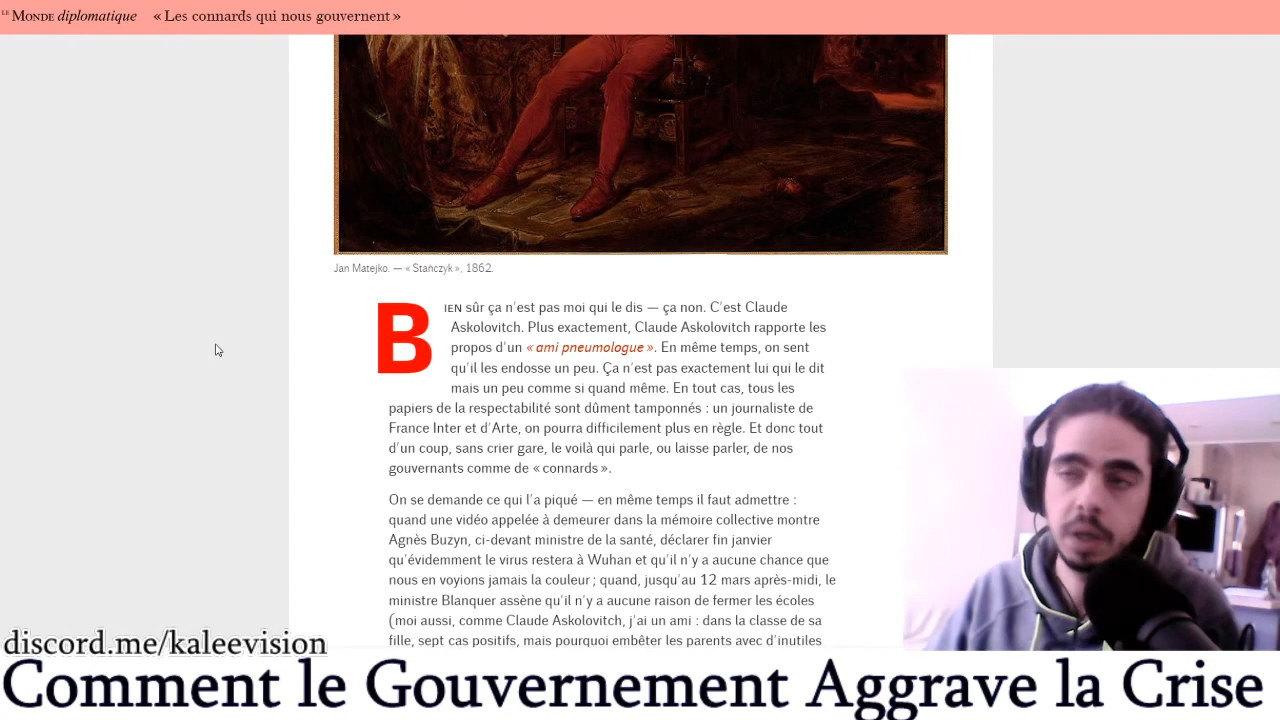 LE MONDE diplomatique « Les connards qui nous gouvernent »
Jan Matejko. — « Stańczyk », 1862.
BIEN sûr ça n'est pas moi qui le dis — ça non. C'est Claude
Askolovitch. Plus exactement, Claude Askolovitch rapporte les
propos d'un « ami pneumologue ». En même temps, on sent
qu'il les endosse un peu. Ça n'est pas exactement lui qui le dit
mais un peu comme si quand même. En tout cas, tous les
papiers de la respectabilité sont dûment tamponnés : un journaliste de
France Inter et d'Arte, on pourra difficilement plus en règle. Et donc tout
d'un coup, sans crier gare, le voilà qui parle, ou laisse parler, de nos
gouvernants comme de « connards ».
On se demande ce qui l'a piqué — en même temps il faut admettre :
quand une vidéo appelée à demeurer dans la mémoire collective montre
Agnès Buzyn, ci-devant ministre de la santé, déclarer fin janvier
qu'évidemment le virus restera à Wuhan et qu'il n'y a aucune chance que
nous en voyions jamais la couleur ; quand, jusqu'au 12 mars après-midi, le
ministre Blanquer assène qu'il n'y a aucune raison de fermer les écoles
(moi aussi, comme Claude Askolovitch, j'ai un ami : dans la classe de sa
fille, sept cas positifs, mais pourquoi embêter les parents avec d'inutiles
discord.me/kaleevision
Comment le Gouvernement Aggrave la Crise